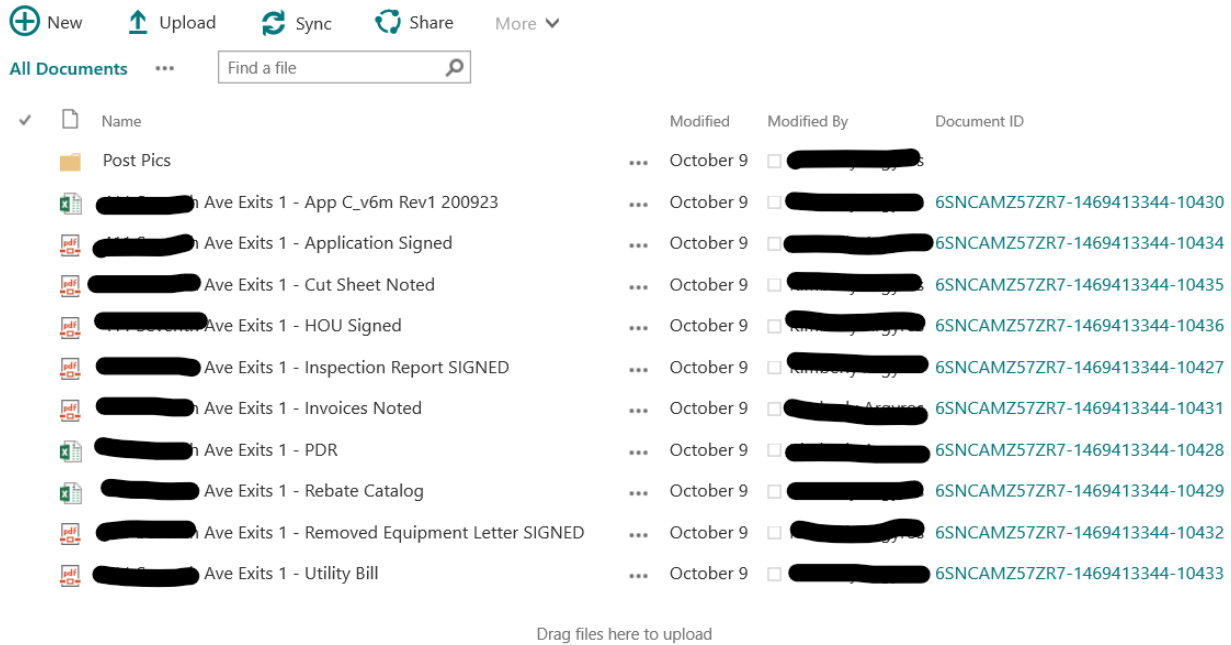 New Upload Sync Share More
All Documents ... Find a file
Name Modified Modified By Document ID
Post Pics ... October 9
Ave Exits 1 - App C_v6m Rev1 200923 ... October 9 6SNCAMZ57ZR7-1469413344-10430
Ave Exits 1 - Application Signed ... October 9 6SNCAMZ57ZR7-1469413344-10434
Ave Exits 1 - Cut Sheet Noted ... October 9 6SNCAMZ57ZR7-1469413344-10435
Ave Exits 1 - HOU Signed ... October 9 6SNCAMZ57ZR7-1469413344-10436
Ave Exits 1 - Inspection Report SIGNED ... October 9 6SNCAMZ57ZR7-1469413344-10427
Ave Exits 1 - Invoices Noted ... October 9 6SNCAMZ57ZR7-1469413344-10431
Ave Exits 1 - PDR ... October 9 6SNCAMZ57ZR7-1469413344-10428
Ave Exits 1 - Rebate Catalog ... October 9 6SNCAMZ57ZR7-1469413344-10429
Ave Exits 1 - Removed Equipment Letter SIGNED ... October 9 6SNCAMZ57ZR7-1469413344-10432
Ave Exits 1 - Utility Bill ... October 9 6SNCAMZ57ZR7-1469413344-10433
Drag files here to upload